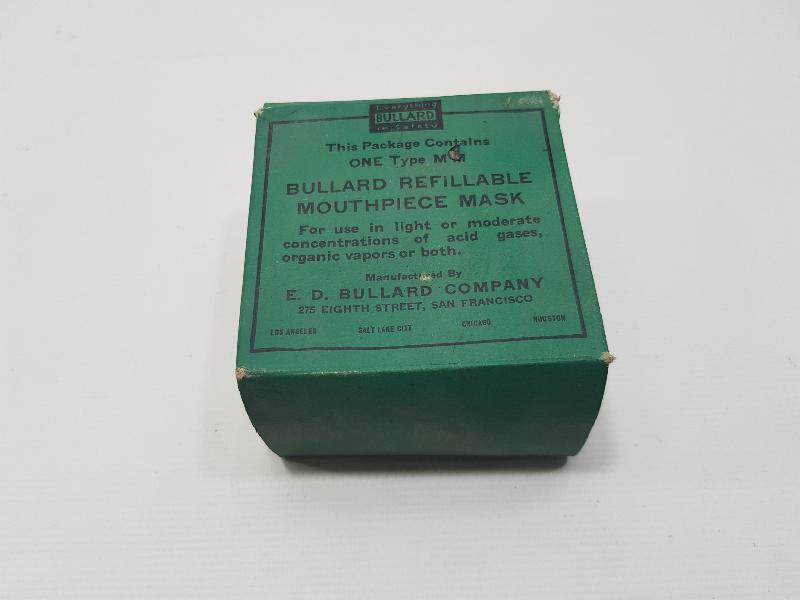 Everything
BULLARD
in Safety
This Package Contains
ONE Type MM
BULLARD REFILLABLE
MOUTHPIECE MASK
For use in light or moderate
concentrations of acid gases,
organic vapors or both.
Manufactured By
E. D. BULLARD COMPANY
275 EIGHTH STREET, SAN FRANCISCO
LOS ANGELES SALT LAKE CITY CHICAGO HOUSTON